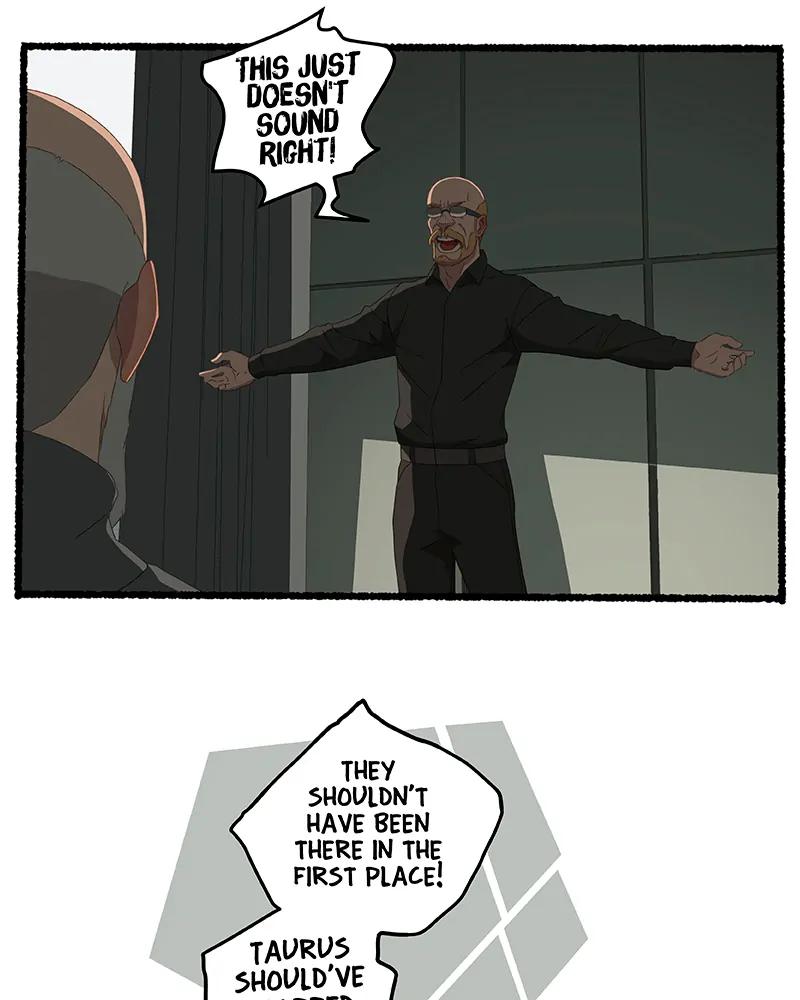 THIS JUST
DOESN'T
SOUND
RIGHT!
THEY
SHOULDN'T
HAVE BEEN
THERE IN THE
FIRST PLACE!
TAURUS
SHOULD'VE